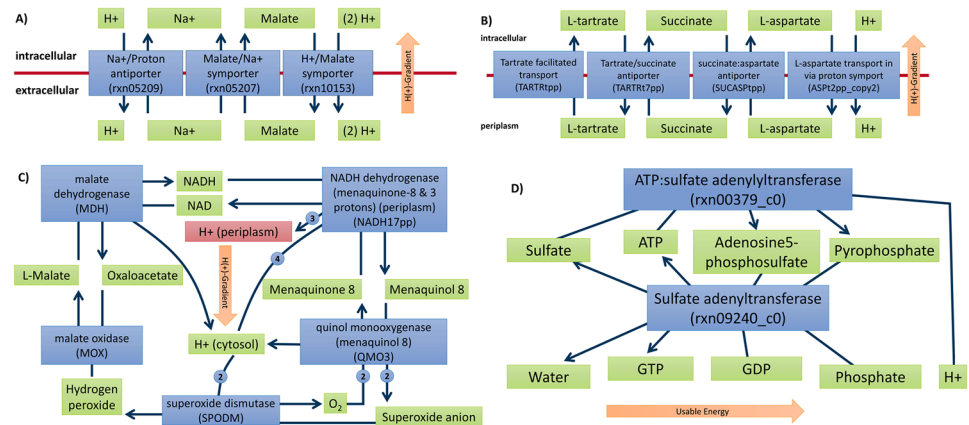 A)
H+
Na+
Malate
(2) H+
intracellular
extracellular
Na+/Proton
antiporter
(rxn05209)
Malate/Na+
symporter
(rxn05207)
H+/Malate
symporter
(rxn10153)
H(+)-Gradient
H+
Na+
Malate
(2) H+
B)
L-tartrate
Succinate
L-aspartate
H+
intracellular
periplasm
Tartrate facilitated
transport
(TARTRtpp)
Tartrate/succinate
antiporter
(TARTRt7pp)
succinate:aspartate
antiporter
(SUCASPtpp)
L-aspartate transport in
via proton symport
(ASPt2pp_copy2)
H(+)-Gradient
L-tartrate
Succinate
L-aspartate
H+
C)
malate
dehydrogenase
(MDH)
NADH
NAD
NADH dehydrogenase
(menaquinone-8 & 3
protons) (periplasm)
(NADH17pp)
3
H+ (periplasm)
4
H(+)-Gradient
L-Malate
Oxaloacetate
Menaquinone 8
Menaquinol 8
malate oxidase
(MOX)
H+ (cytosol)
quinol monooxygenase
(menaquinol 8)
(QMO3)
2
2
2
Hydrogen
peroxide
superoxide dismutase
(SPODM)
O2
Superoxide anion
D)
ATP:sulfate adenylyltransferase
(rxn00379_c0)
Sulfate
ATP
Adenosine5-
phosphosulfate
Pyrophosphate
Sulfate adenyltransferase
(rxn09240_c0)
Water
GTP
GDP
Phosphate
H+
Usable Energy